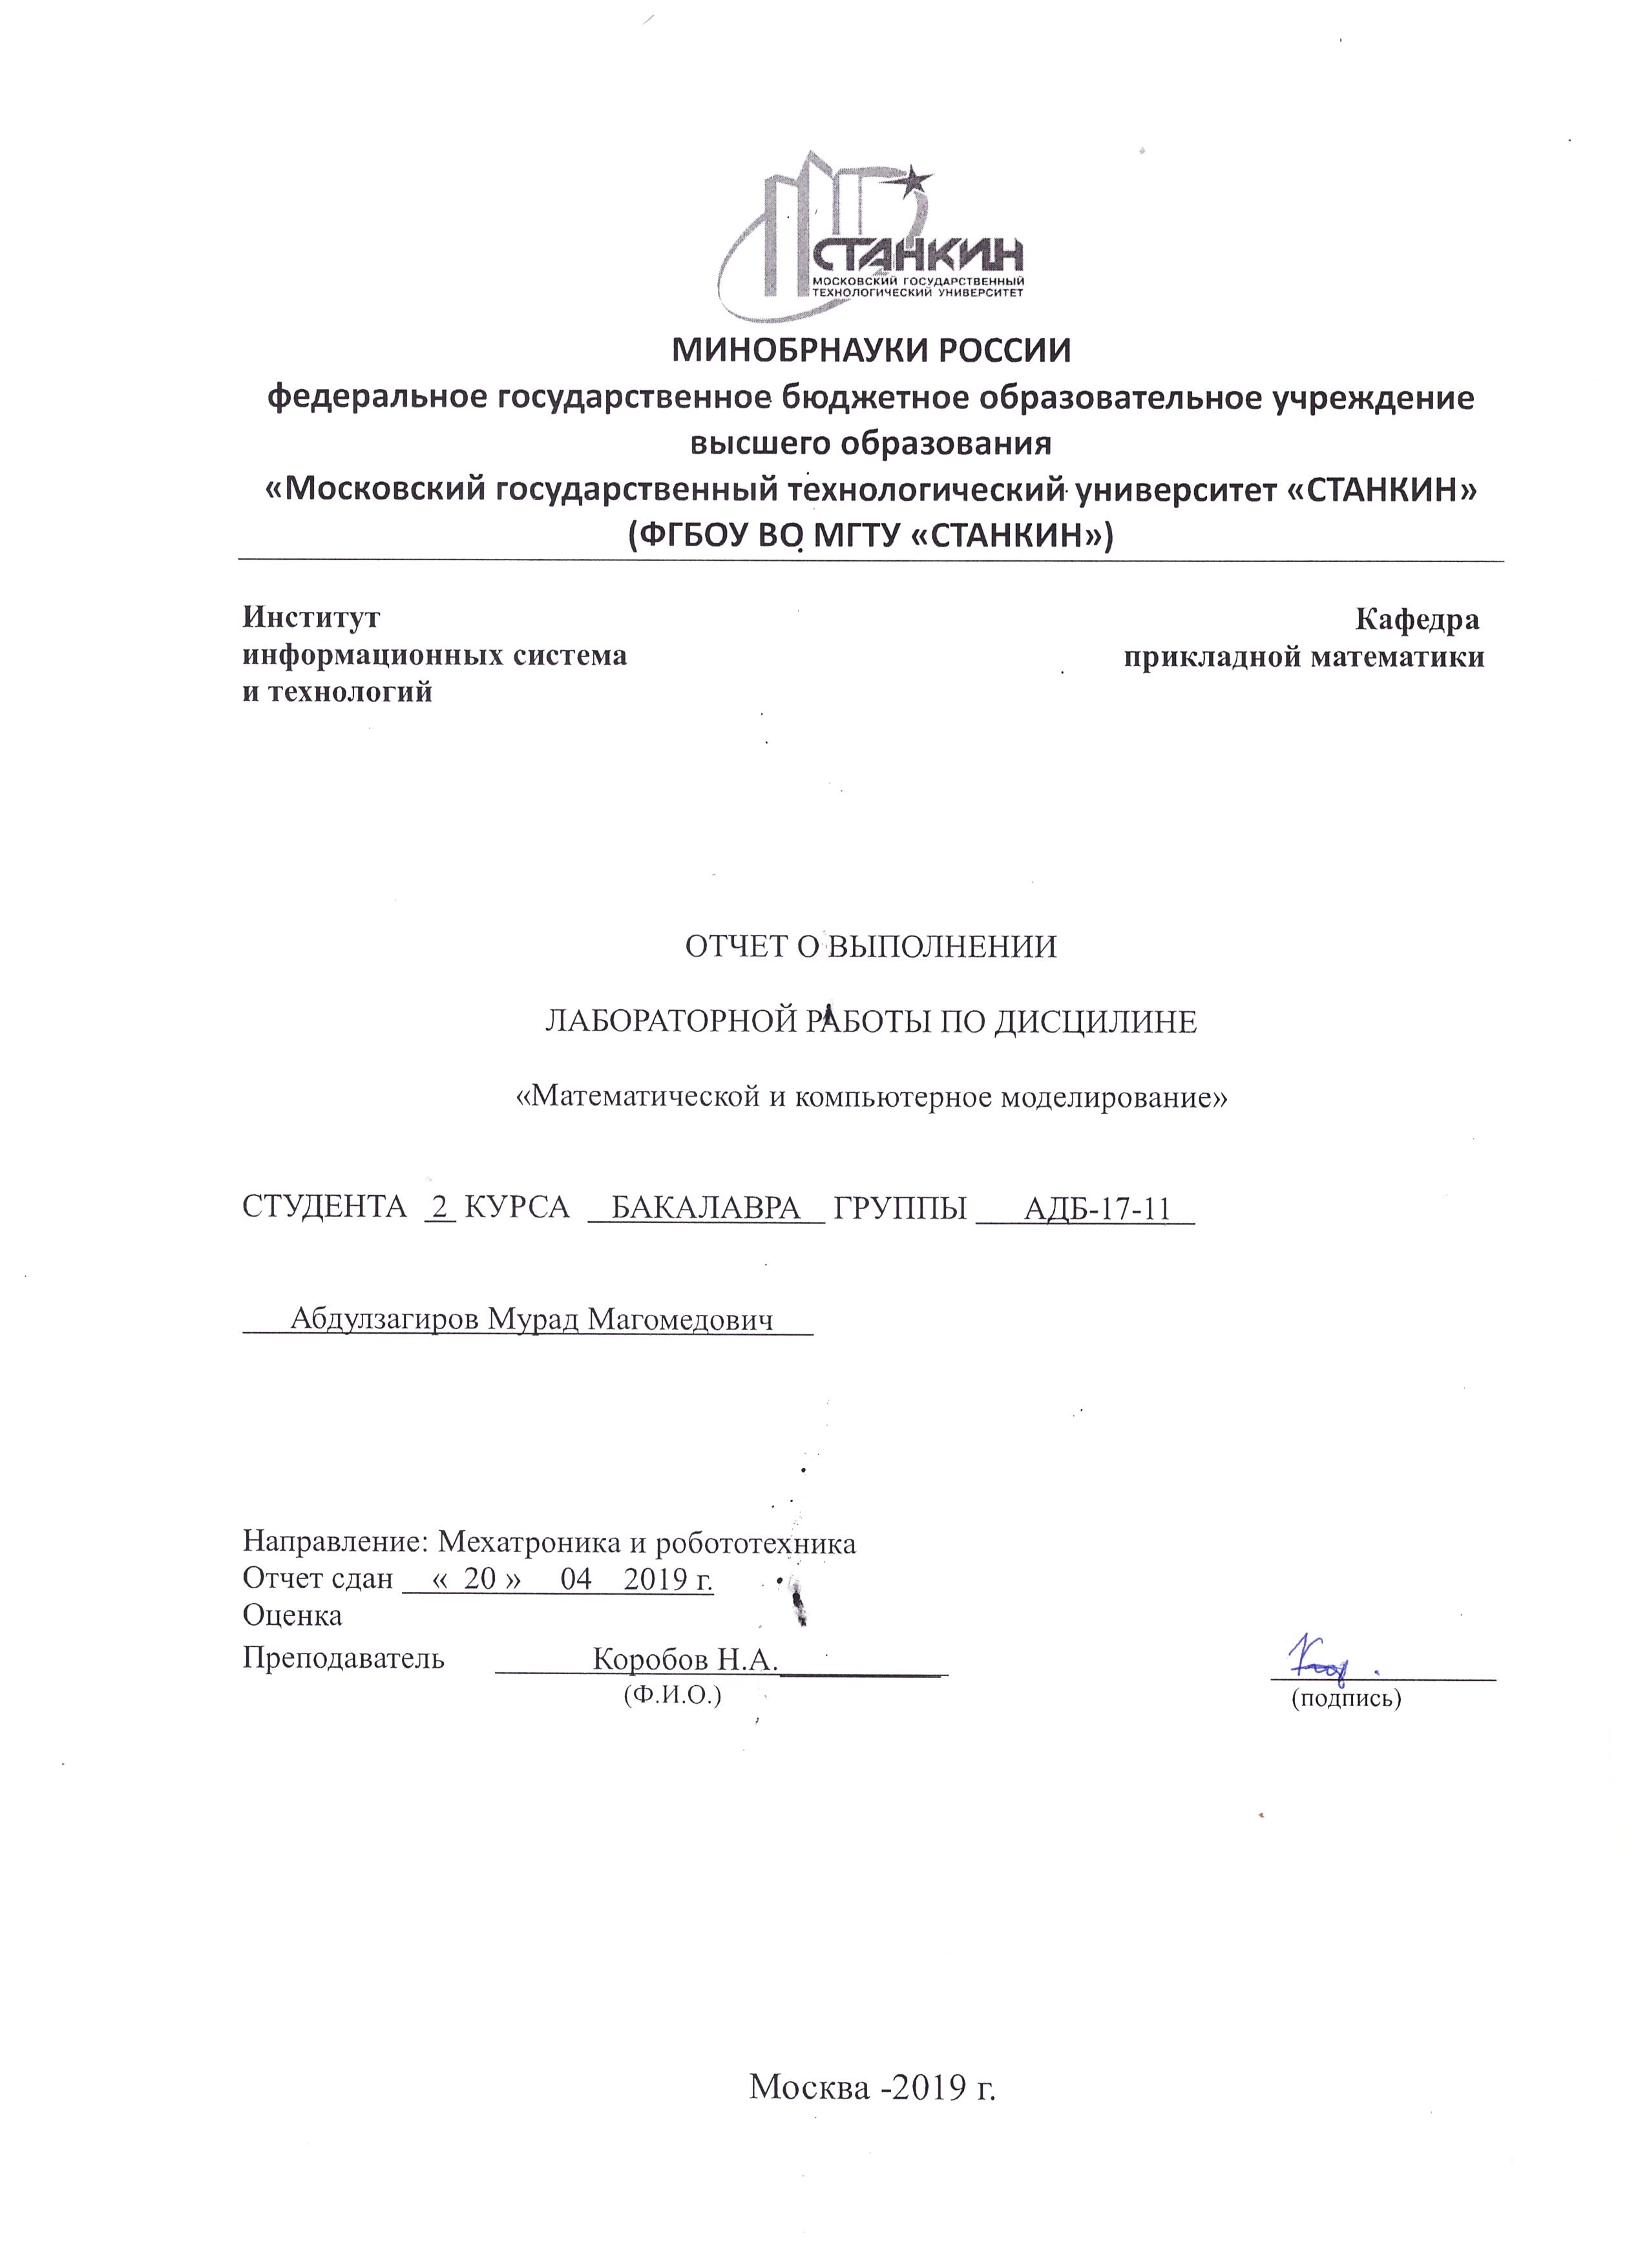 СТАНКИН
МОСКОВСКИЙ ГОСУДАРСТВЕННЫЙ
ТЕХНОЛОГИЧЕСКИЙ УНИВЕРСИТЕТ
МИНОБРНАУКИ РОССИИ
федеральное государственное бюджетное образовательное учреждение
высшего образования
«Московский государственный технологический университет «СТАНКИН»
(ФГБОУ ВО МГТУ «СТАНКИН»)
Институт
информационных система
и технологий
Кафедра
прикладной математики
ОТЧЕТ О ВЫПОЛНЕНИИ
ЛАБОРАТОРНОЙ РАБОТЫ ПО ДИСЦИЛИНЕ
«Математической и компьютерное моделирование»
СТУДЕНТА 2 КУРСА БАКАЛАВРА ГРУППЫ АДБ-17-11
Абдулзагиров Мурад Магомедович
Направление: Мехатроника и робототехника
Отчет сдан « 20 » 04 2019 г.
Оценка
Преподаватель Коробов Н.А.
(Ф.И.О.)
(подпись)
Москва -2019 г.